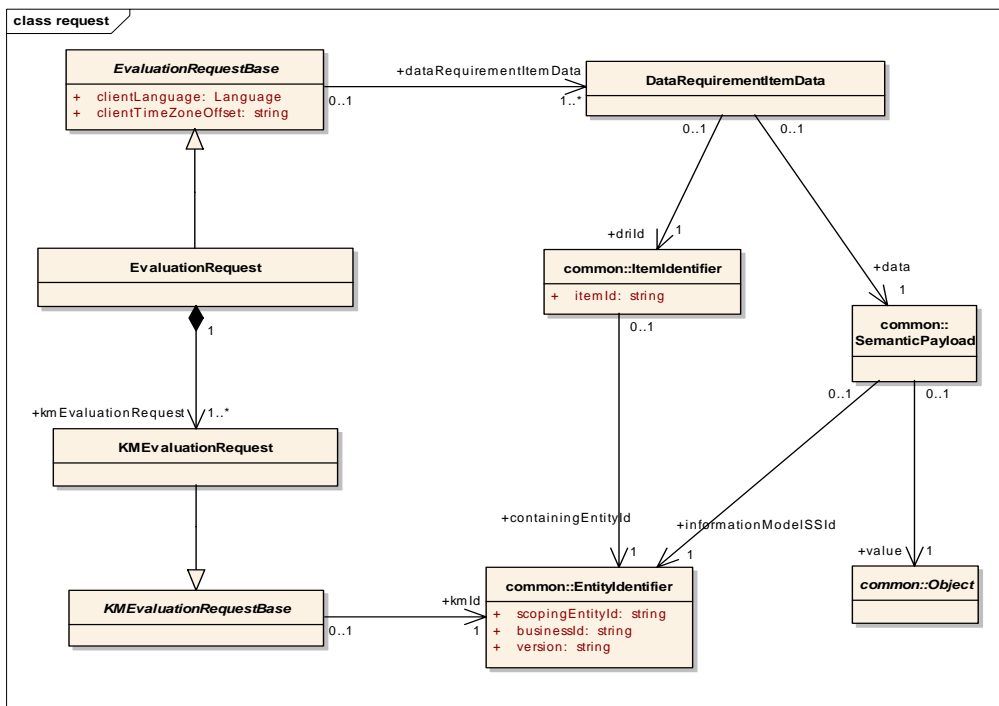 class request
EvaluationRequestBase
+ clientLanguage: Language
+ clientTimeZoneOffset: string
+dataRequirementItemData
0..1
1..*
DataRequirementItemData
0..1
0..1
+driId
1
+data
1
EvaluationRequest
1
common::ItemIdentifier
+ itemId: string
0..1
common::
SemanticPayload
0..1
0..1
+kmEvaluationRequest
1..*
KMEvaluationRequest
+containingEntityId
1
+informationModelSSId
1
+value
1
KMEvaluationRequestBase
0..1
+kmId
1
common::EntityIdentifier
+ scopingEntityId: string
+ businessId: string
+ version: string
common::Object